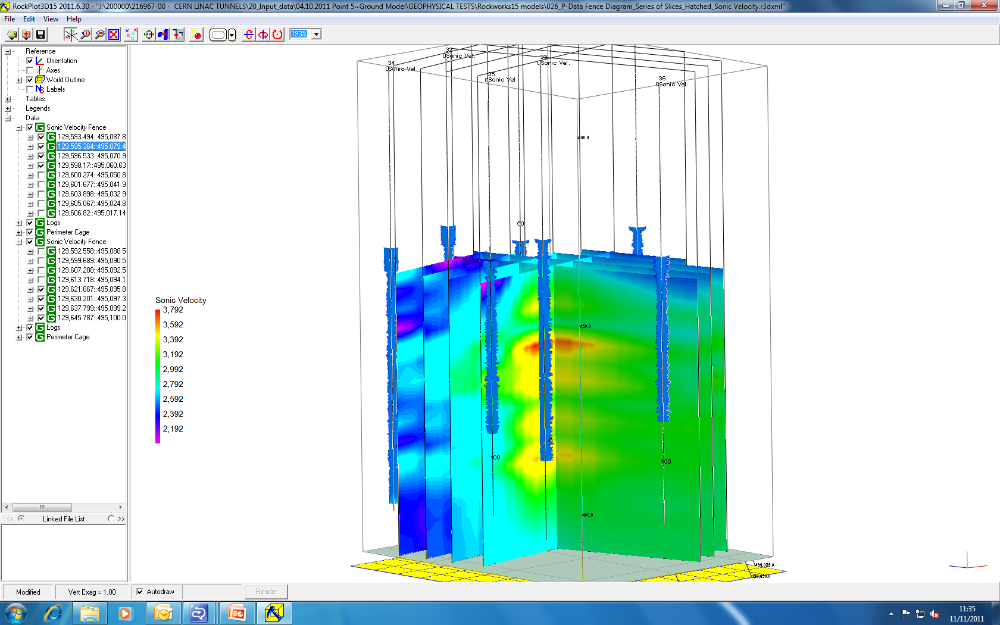 RockPlot3D15 2011.6.30 - "J:\200000\216967-00 - CERN LINAC TUNNELS\20_Input_data\04.10.2011 Point 5~Ground Model\GEOPHYSICAL TESTS\Rockworks15 models\026_P-Data Fence Diagram_Series of Slices_Hatched_Sonic Velocity.r3dxml"
File Edit View Help
193%
Reference
Orientation
Axes
World Outline
Labels
Tables
Legends
Data
Sonic Velocity Fence
129,593.494::495,087.8
129,595.364::495,079.4
129,596.533::495,070.9
129,598.17::495,060.63
129,600.274::495,050.8
129,601.677::495,041.9
129,603.898::495,032.9
129,605.067::495,024.8
129,606.82::495,017.14
Logs
Perimeter Cage
Sonic Velocity Fence
129,592.558::495,088.5
129,599.689::495,090.5
129,607.288::495,092.5
129,613.718::495,094.1
129,621.667::495,095.8
129,630.201::495,097.3
129,637.799::495,099.2
129,645.787::495,100.0
Logs
Perimeter Cage
<< Linked File List >>
32
0Sonic Vel.
33
0Sonic Vel.
34
0Sonic Vel.
35
0Sonic Vel.
36
0Sonic Vel.
500.0
50
450.0
0
100
100
400.0
495,025.0
129,650.0
Sonic Velocity
3,792
3,592
3,392
3,192
2,992
2,792
2,592
2,392
2,192
Modified
Vert Exag = 1.00
Autodraw
Render
11:35
11/11/2011